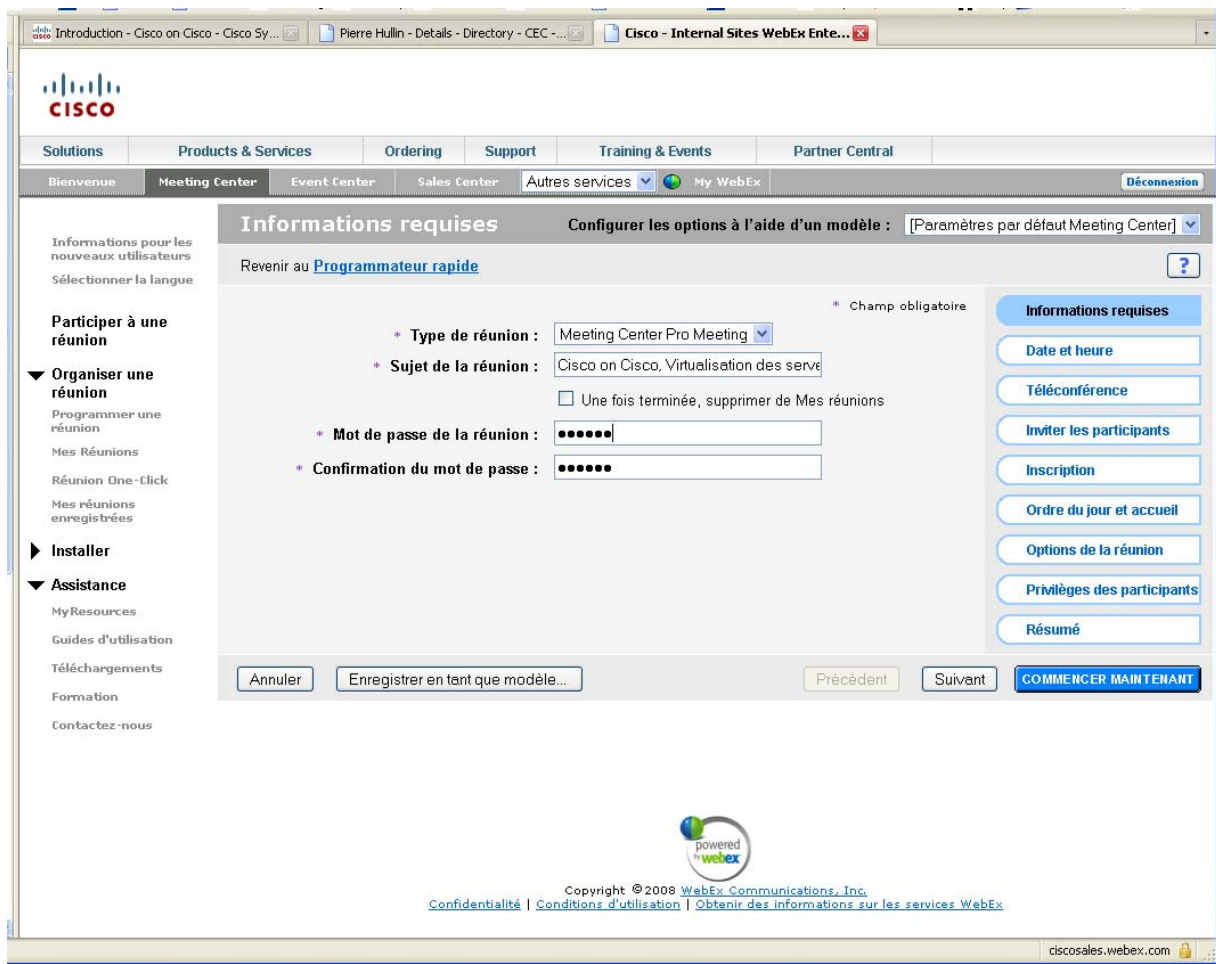 Introduction - Cisco on Cisco - Cisco Sy...
Pierre Hullin - Details - Directory - CEC -...
Cisco - Internal Sites WebEx Ente...
CISCO
Solutions
Products & Services
Ordering
Support
Training & Events
Partner Central
Bienvenue
Meeting Center
Event Center
Sales Center
Autres services
My WebEx
Déconnexion
Informations pour les
nouveaux utilisateurs
Sélectionner la langue
Participer à une
réunion
Organiser une
réunion
Programmer une
réunion
Mes Réunions
Réunion One-Click
Mes réunions
enregistrées
Installer
Assistance
MyResources
Guides d'utilisation
Téléchargements
Formation
Contactez-nous
Informations requises
Configurer les options à l'aide d'un modèle :
[Paramètres par défaut Meeting Center]
Revenir au Programmateur rapide
?
* Champ obligatoire
* Type de réunion : Meeting Center Pro Meeting
* Sujet de la réunion : Cisco on Cisco, Virtualisation des serve
Une fois terminée, supprimer de Mes réunions
* Mot de passe de la réunion : ••••••
* Confirmation du mot de passe : ••••••
Informations requises
Date et heure
Téléconférence
Inviter les participants
Inscription
Ordre du jour et accueil
Options de la réunion
Privilèges des participants
Résumé
Annuler
Enregistrer en tant que modèle...
Précédent
Suivant
COMMENCER MAINTENANT
powered
by webex
Copyright ©2008 WebEx Communications, Inc.
Confidentialité | Conditions d'utilisation | Obtenir des informations sur les services WebEx
ciscosales.webex.com